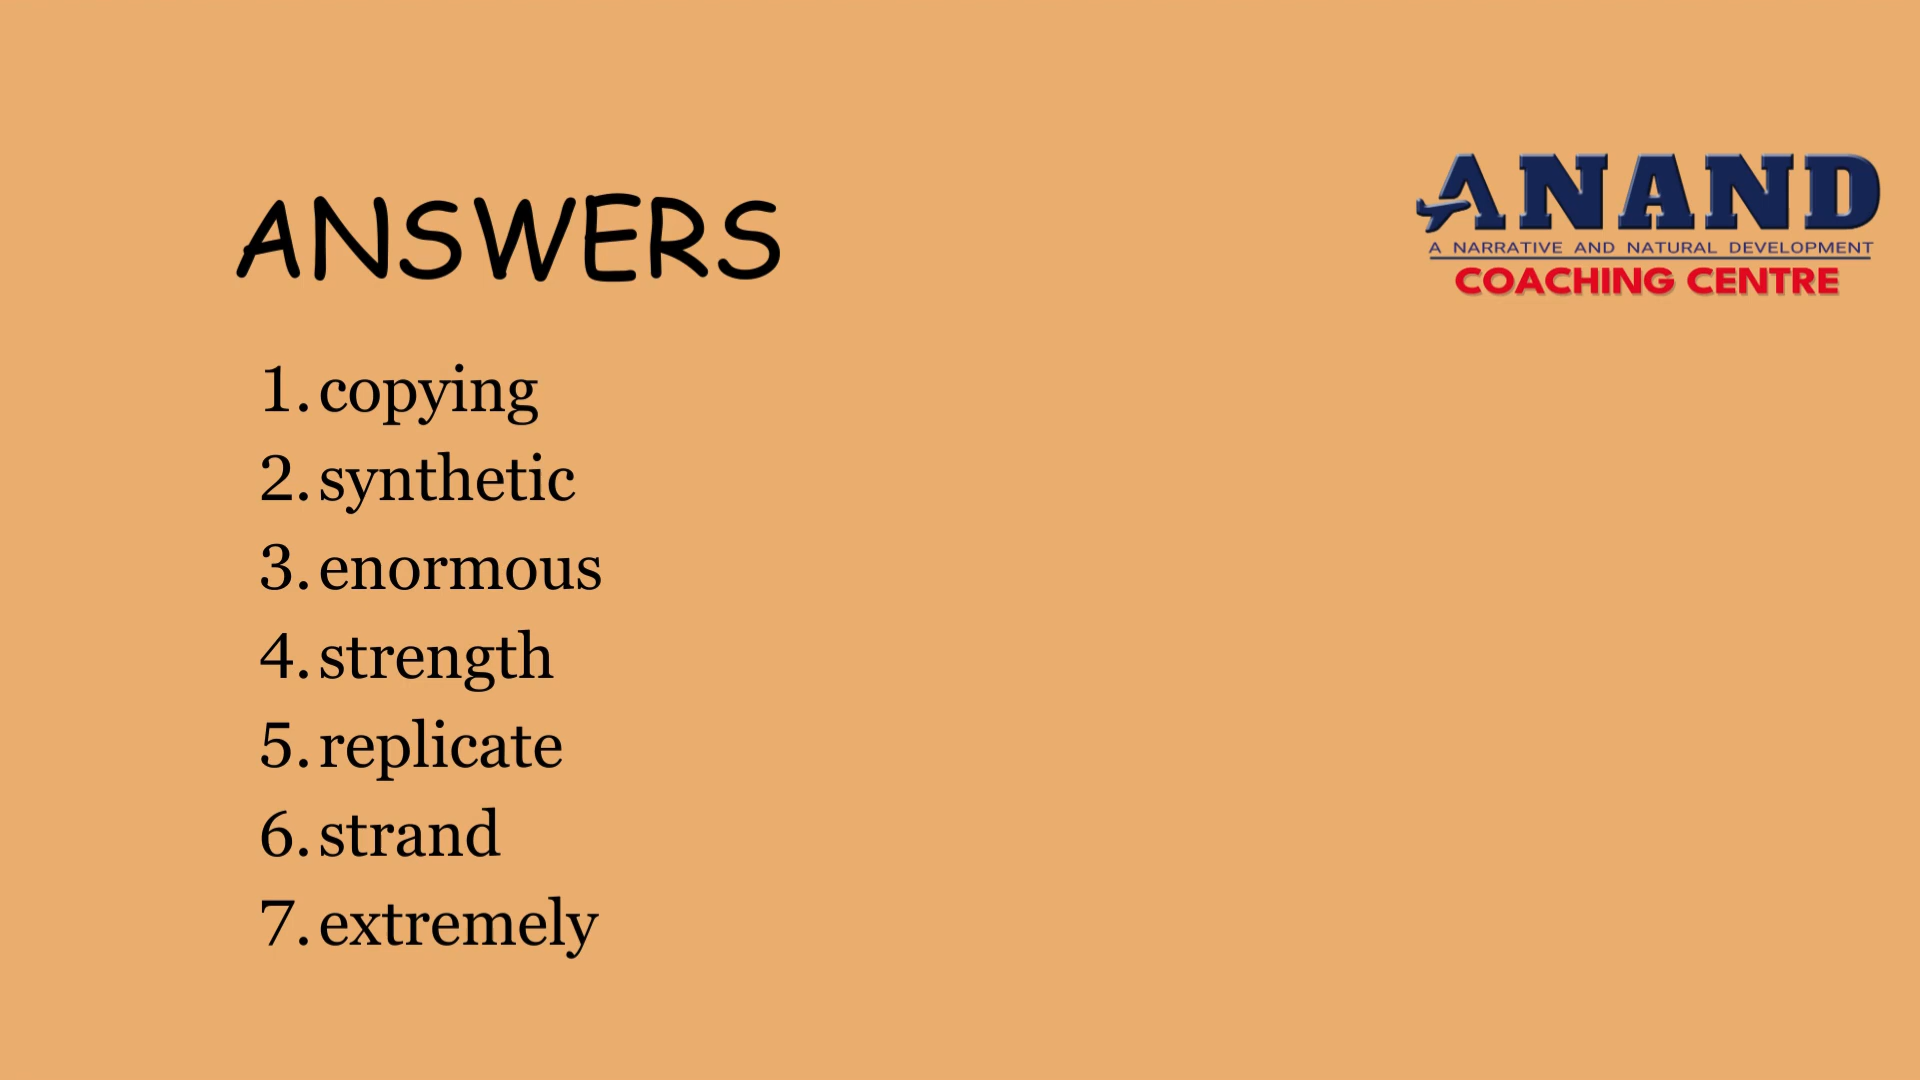 ANAND
A NARRATIVE AND NATURAL DEVELOPMENT
COACHING CENTRE
ANSWERS
1. copying
2. synthetic
3. enormous
4. strength
5. replicate
6. strand
7. extremely